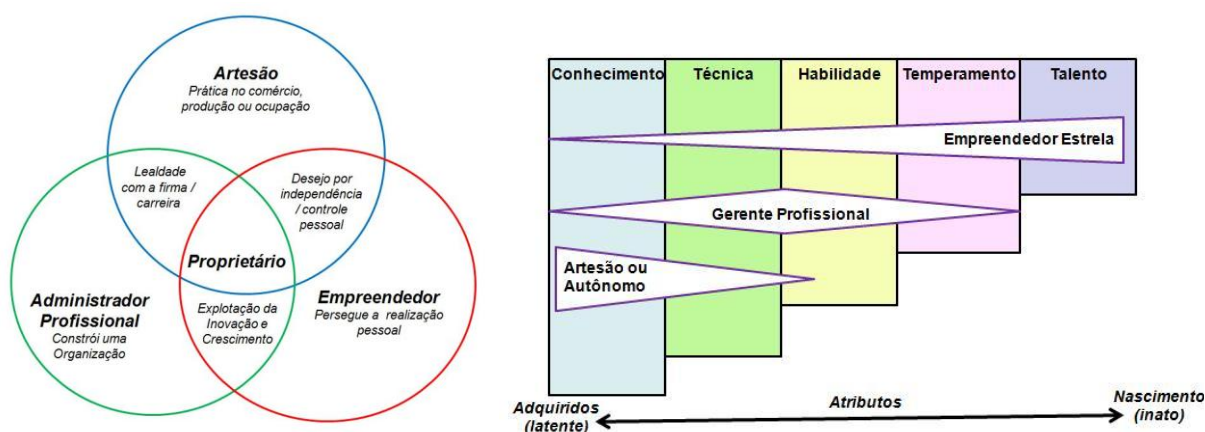 Artesão
Prática no comércio,
produção ou ocupação
Lealdade
com a firma /
carreira
Desejo por
independência
/ controle
pessoal
Proprietário
Administrador
Profissional
Constrói uma
Organização
Explotação da
Inovação e
Crescimento
Empreendedor
Persegue a realização
pessoal
Conhecimento
Técnica
Habilidade
Temperamento
Talento
Empreendedor Estrela
Gerente Profissional
Artesão ou
Autônomo
Adquiridos
(latente)
Atributos
Nascimento
(inato)